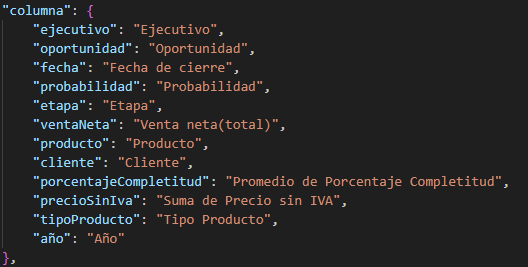 "columna": {
"ejecutivo": "Ejecutivo",
"oportunidad": "Oportunidad",
"fecha": "Fecha de cierre",
"probabilidad": "Probabilidad",
"etapa": "Etapa",
"ventaNeta": "Venta neta(total)",
"producto": "Producto",
"cliente": "Cliente",
"porcentajeCompletitud": "Promedio de Porcentaje Completitud",
"precioSinIva": "Suma de Precio sin IVA",
"tipoProducto": "Tipo Producto",
"año": "Año"
},